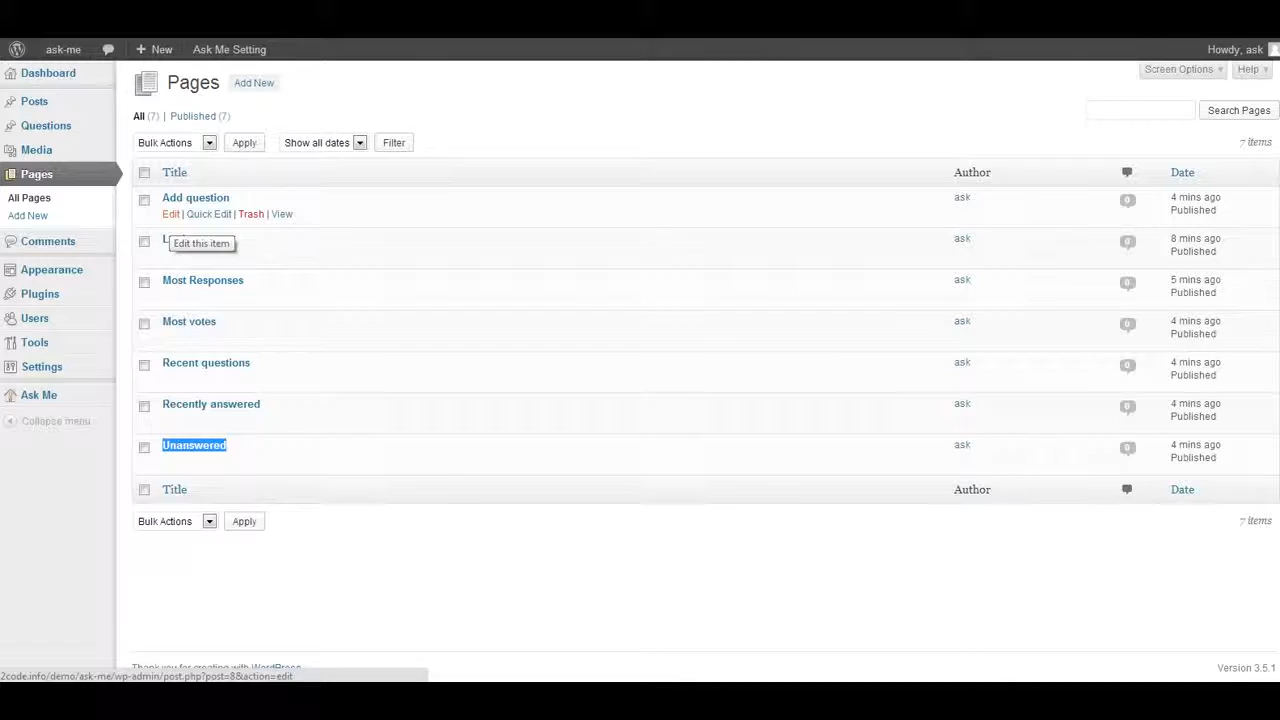 ask-me + New Ask Me Setting Howdy, ask
Dashboard
Posts
Questions
Media
Pages
All Pages
Add New
Comments
Appearance
Plugins
Users
Tools
Settings
Ask Me
Collapse menu
Screen Options Help
Pages Add New
All (7) | Published (7)
Search Pages
Bulk Actions Apply Show all dates Filter 7 items
Title Author Date
Add question ask 0 4 mins ago
Edit | Quick Edit | Trash | View Published
Edit this item
ask 0 8 mins ago
Published
Most Responses ask 0 5 mins ago
Published
Most votes ask 0 4 mins ago
Published
Recent questions ask 0 4 mins ago
Published
Recently answered ask 0 4 mins ago
Published
Unanswered ask 0 4 mins ago
Published
Title Author Date
Bulk Actions Apply 7 items
Thank you for creating with WordPress Version 3.5.1
2code.info/demo/ask-me/wp-admin/post.php?post=8&action=edit